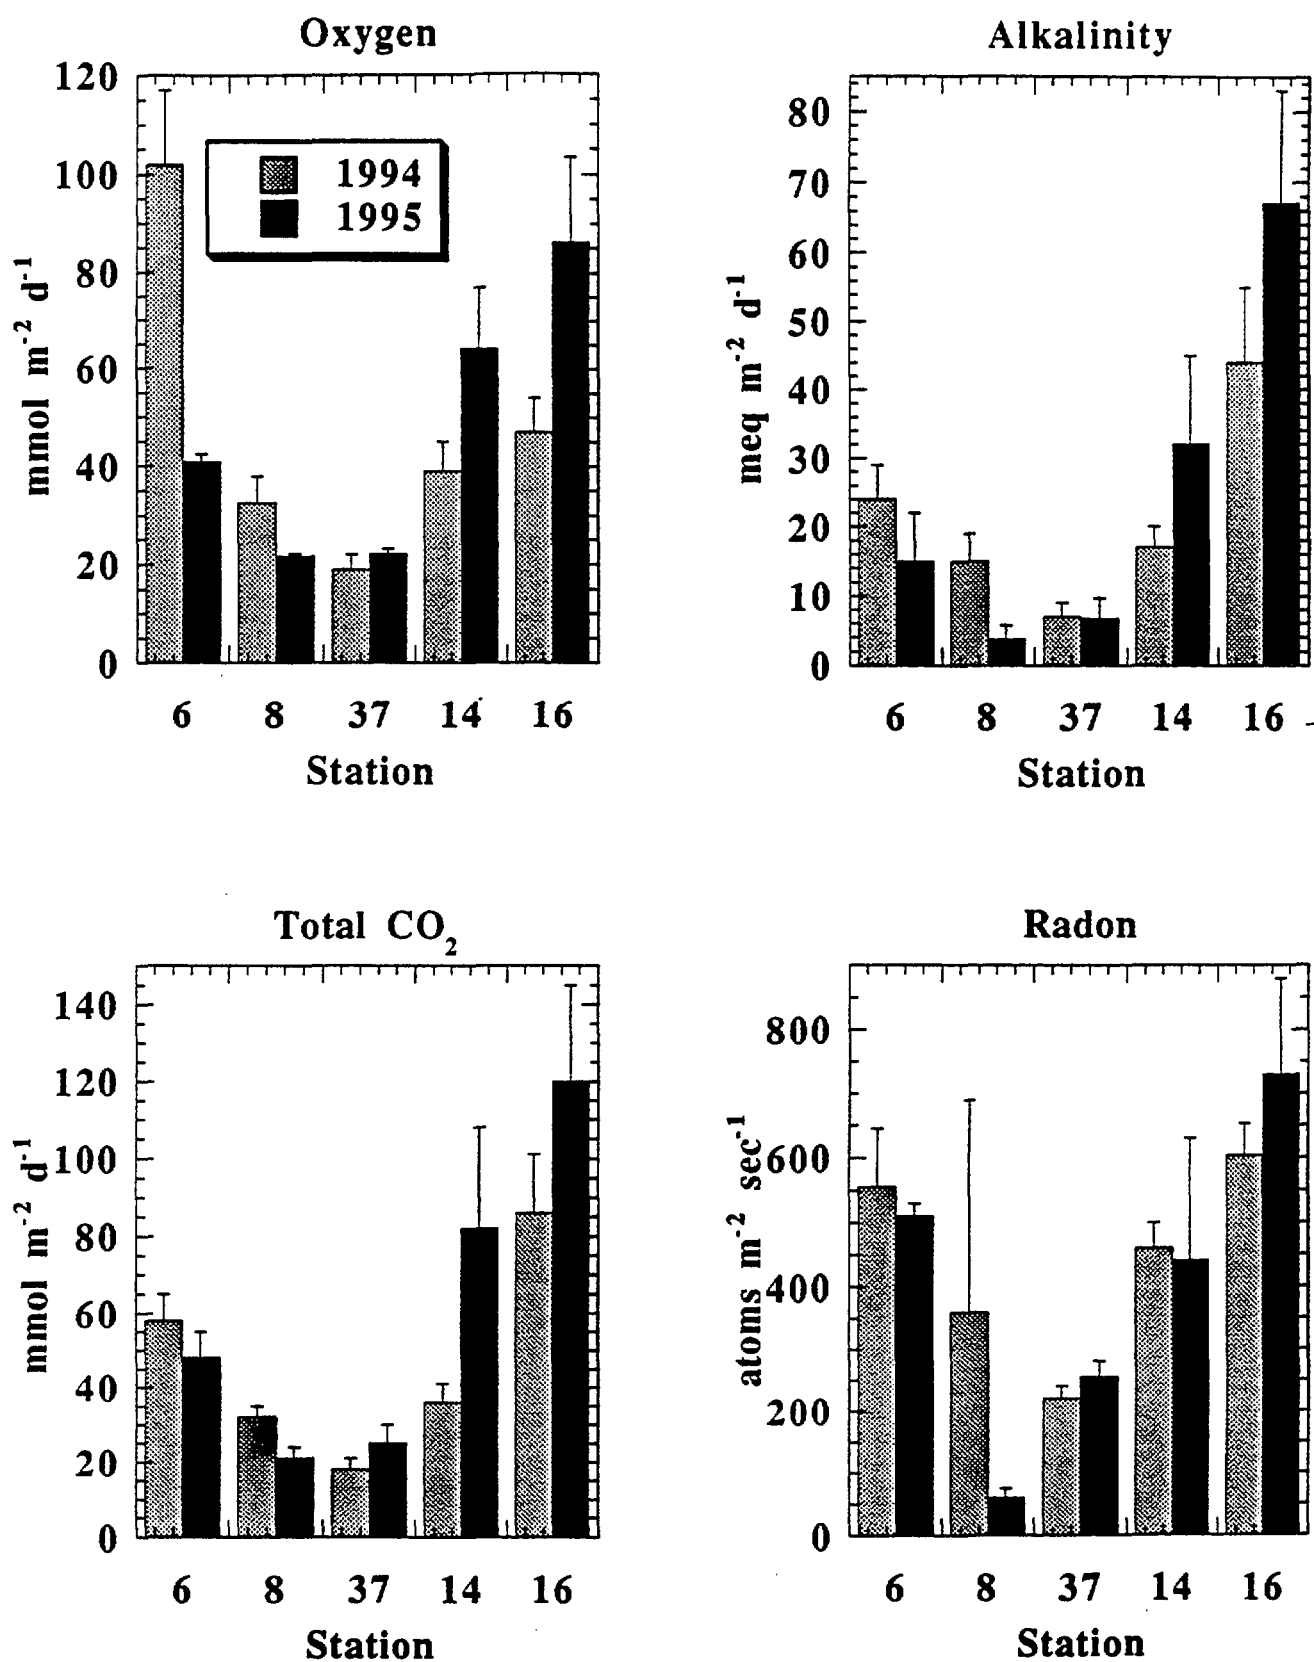 Oxygen
mmol m⁻² d⁻¹
120
100
80
60
40
20
0
1994
1995
6 8 37 14 16
Station
Alkalinity
meq m⁻² d⁻¹
80
70
60
50
40
30
20
10
0
6 8 37 14 16
Station
Total CO₂
mmol m⁻² d⁻¹
140
120
100
80
60
40
20
0
6 8 37 14 16
Station
Radon
atoms m⁻² sec⁻¹
800
600
400
200
0
6 8 37 14 16
Station